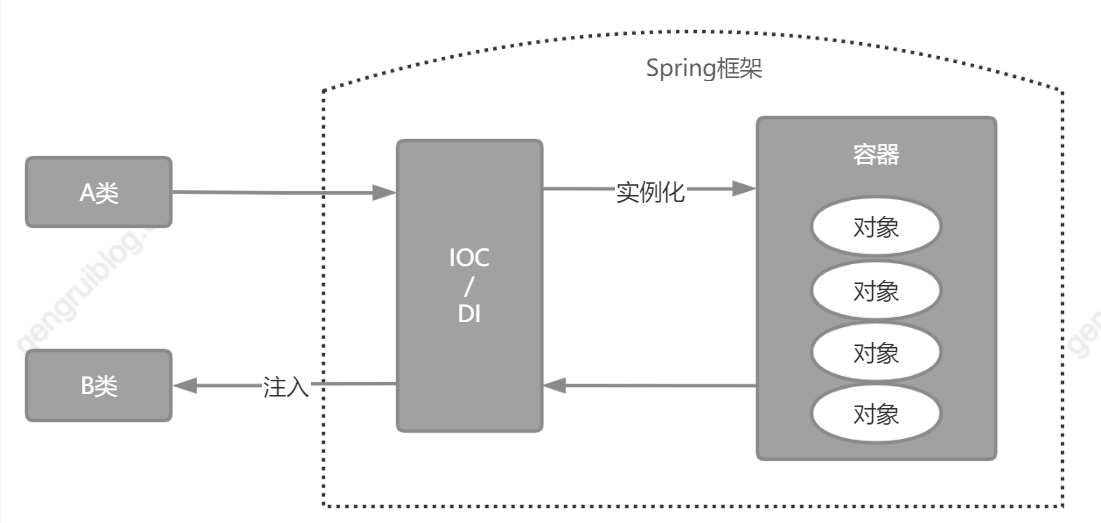 Spring框架
容器
A类
实例化
对象
IOC
/
DI
对象
对象
B类
注入
对象
gengruiblog.
gen